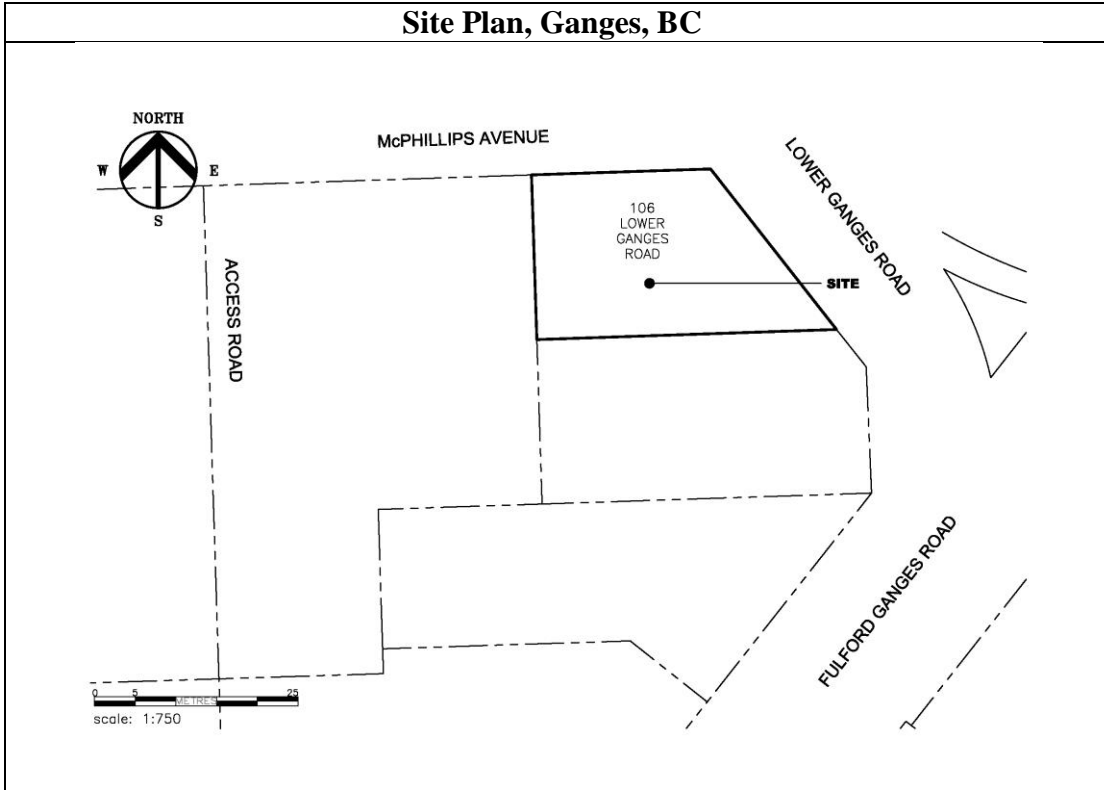 Site Plan, Ganges, BC
NORTH
W
E
S
McPHILLIPS AVENUE
LOWER GANGES ROAD
106
LOWER
GANGES
ROAD
SITE
ACCESS ROAD
FULFORD GANGES ROAD
0 5 25
METRES
scale: 1:750